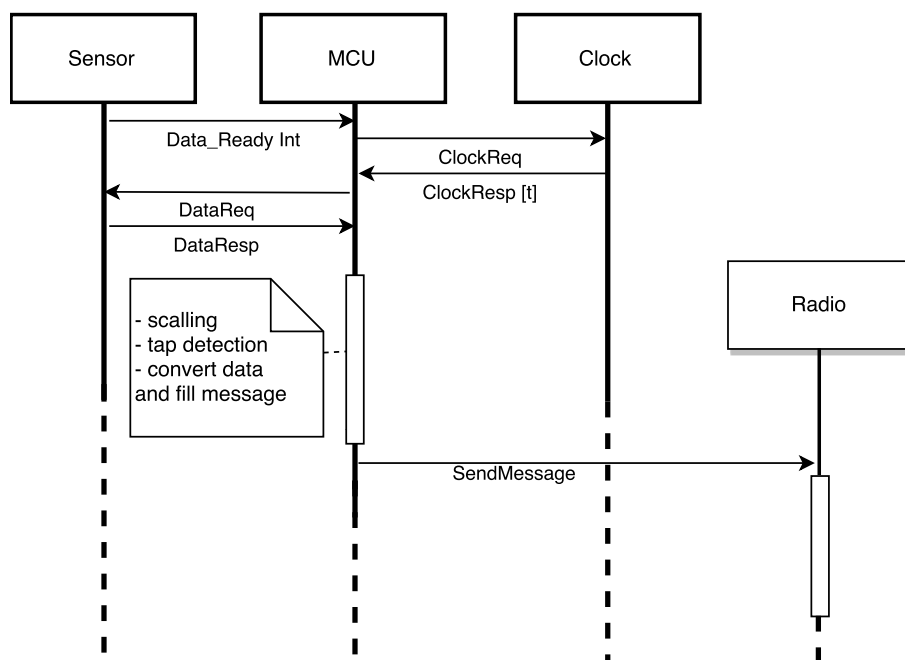 Sensor
MCU
Clock
Data_Ready Int
ClockReq
ClockResp [t]
DataReq
DataResp
Radio
- scalling
- tap detection
- convert data
and fill message
SendMessage